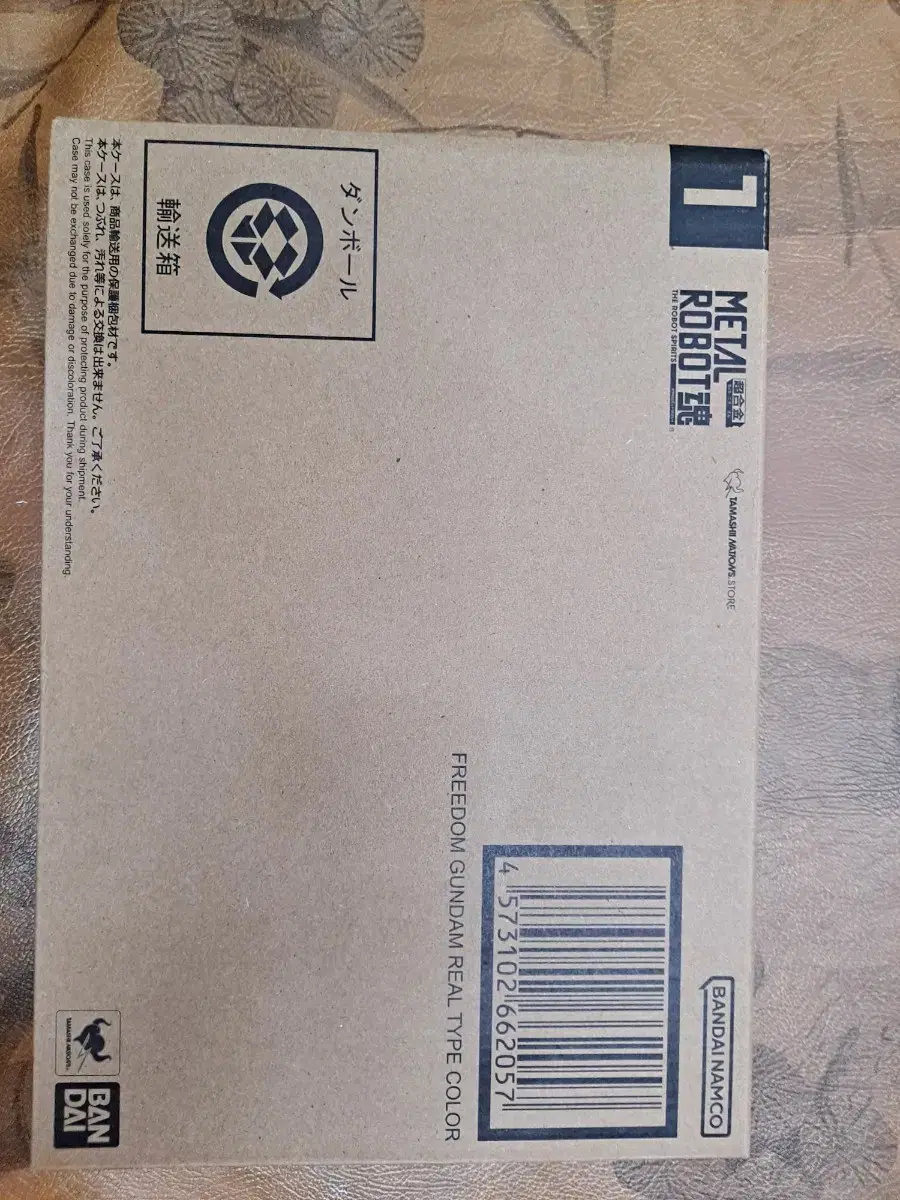 1
METAL
ROBOT魂
超合金
THE ROBOT SPIRITS
TAMASHII NATIONS STORE
BANDAI NAMCO
4 573102 662057
FREEDOM GUNDAM REAL TYPE COLOR
ダンボール
輸送箱
本ケースは、商品輸送用の保護梱包材です。
本ケースは、つぶれ、汚れ等による交換は出来ません。ご了承ください。
This case is used solely for the purpose of protecting product during shipment.
Case may not be exchanged due to damage or discoloration. Thank you for your understanding.
TAMASHII NATIONS
BAN
DAI